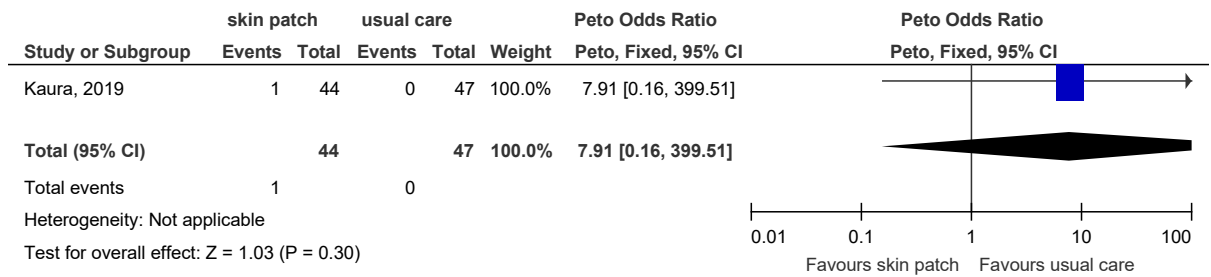 skin patch usual care Peto Odds Ratio Peto Odds Ratio
Study or Subgroup Events Total Events Total Weight Peto, Fixed, 95% CI Peto, Fixed, 95% CI
Kaura, 2019 1 44 0 47 100.0% 7.91 [0.16, 399.51]
Total (95% CI) 44 47 100.0% 7.91 [0.16, 399.51]
Total events 1 0
Heterogeneity: Not applicable
Test for overall effect: Z = 1.03 (P = 0.30)
0.01 0.1 1 10 100
Favours skin patch Favours usual care